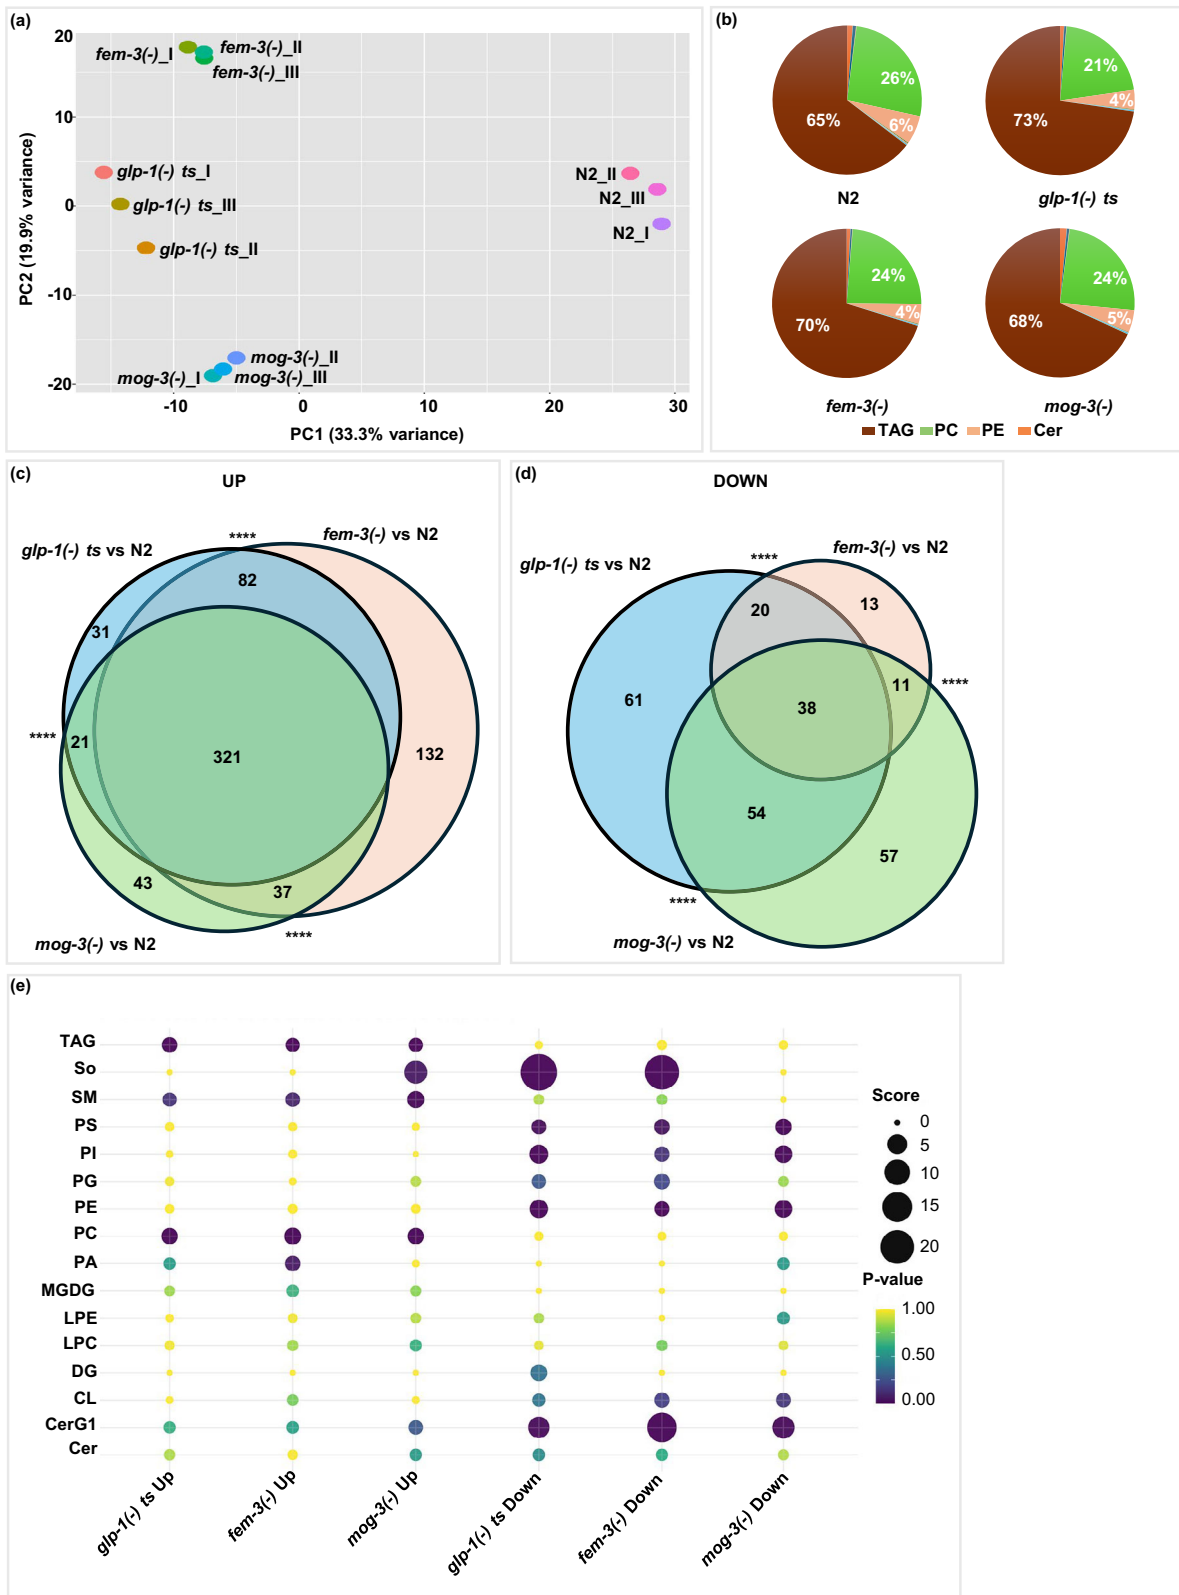 (a)
20
10
0
-10
-20
-10
0
10
20
30
PC2 (19.9% variance)
PC1 (33.3% variance)
fem-3(-)_I
fem-3(-)_II
fem-3(-)_III
glp-1(-) ts_I
glp-1(-) ts_III
glp-1(-) ts_II
N2_II
N2_III
N2_I
mog-3(-)_II
mog-3(-)_I
mog-3(-)_III
(b)
26%
6%
65%
N2
21%
4%
73%
glp-1(-) ts
24%
4%
70%
fem-3(-)
24%
5%
68%
mog-3(-)
TAG PC PE Cer
(c)
UP
glp-1(-) ts vs N2
****
fem-3(-) vs N2
82
31
****
21
321
132
43
37
****
mog-3(-) vs N2
(d)
DOWN
glp-1(-) ts vs N2
****
fem-3(-) vs N2
20
13
61
38
11
****
54
57
****
mog-3(-) vs N2
(e)
TAG
So
SM
PS
PI
PG
PE
PC
PA
MGDG
LPE
LPC
DG
CL
CerG1
Cer
glp-1(-) ts Up
fem-3(-) Up
mog-3(-) Up
glp-1(-) ts Down
fem-3(-) Down
mog-3(-) Down
Score
0
5
10
15
20
P-value
1.00
0.50
0.00